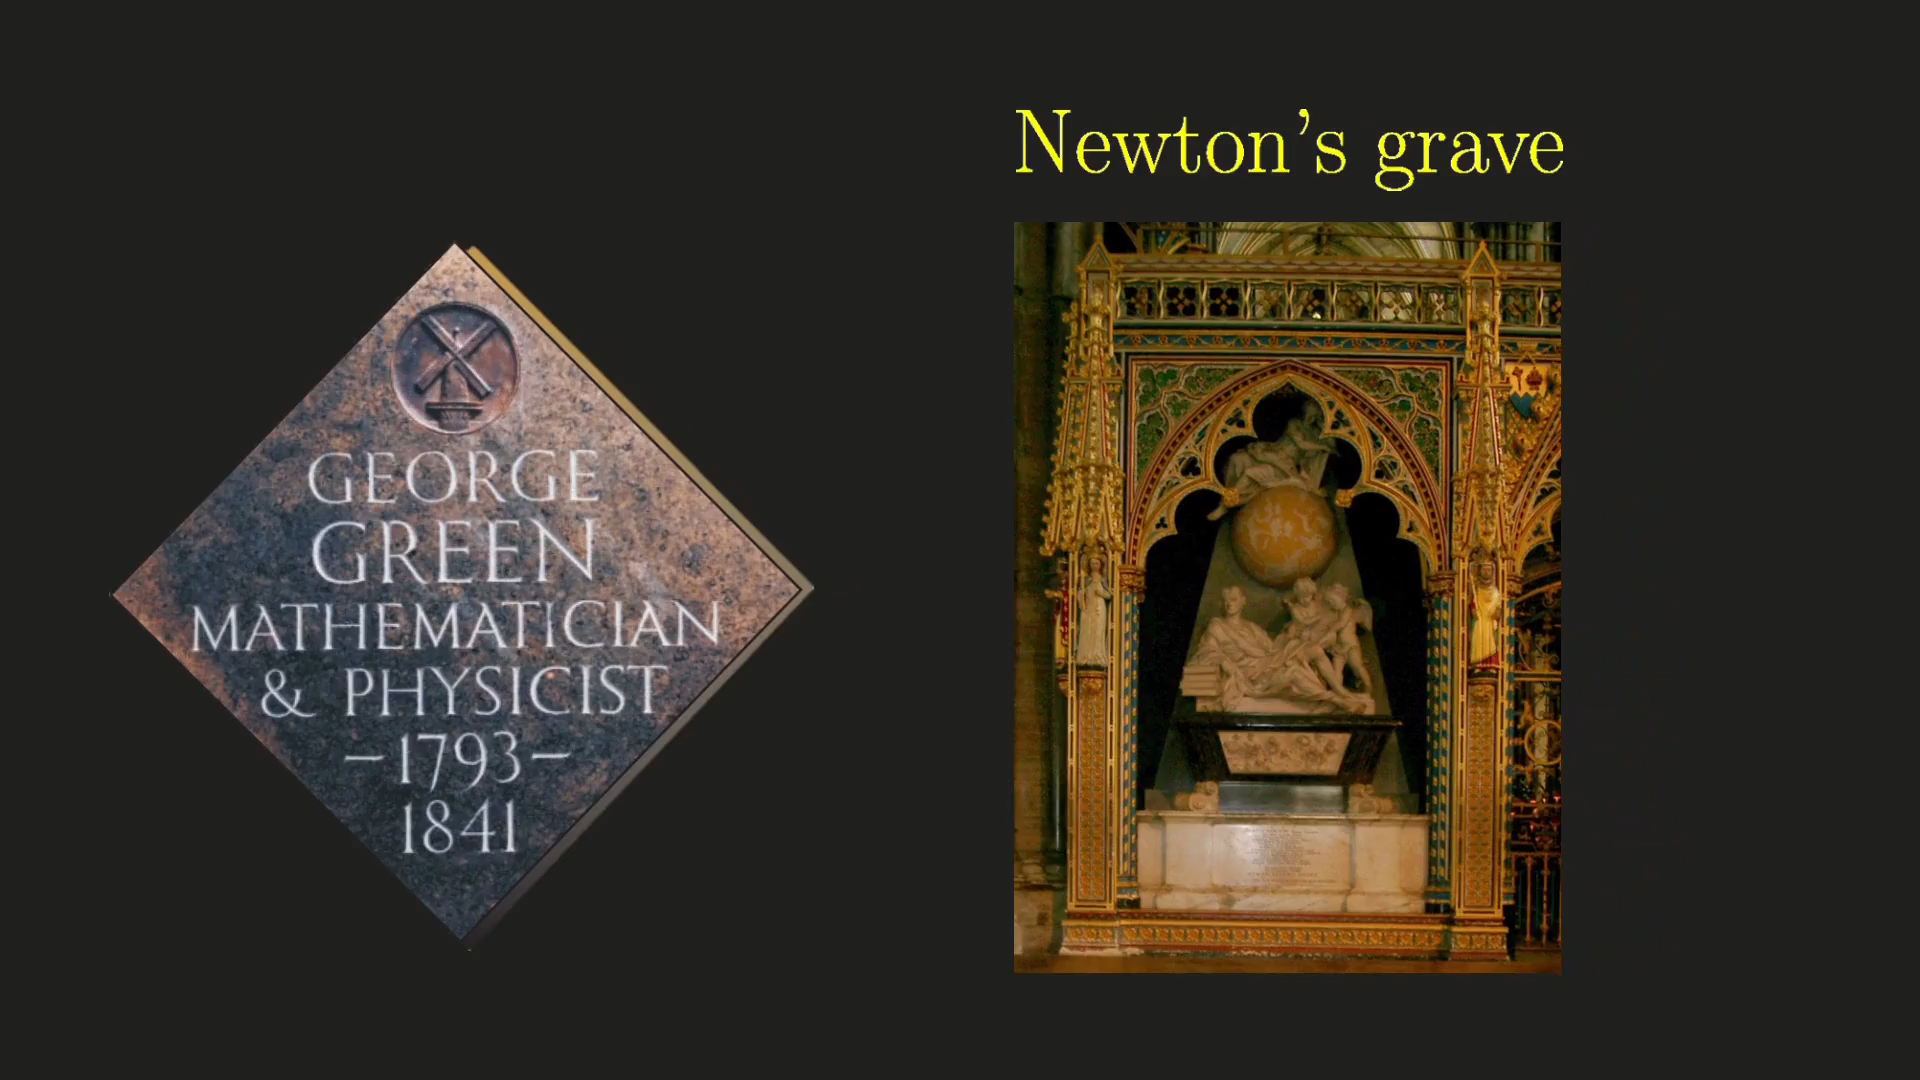 Newton's grave
GEORGE
GREEN
MATHEMATICIAN
& PHYSICIST
-1793-
1841